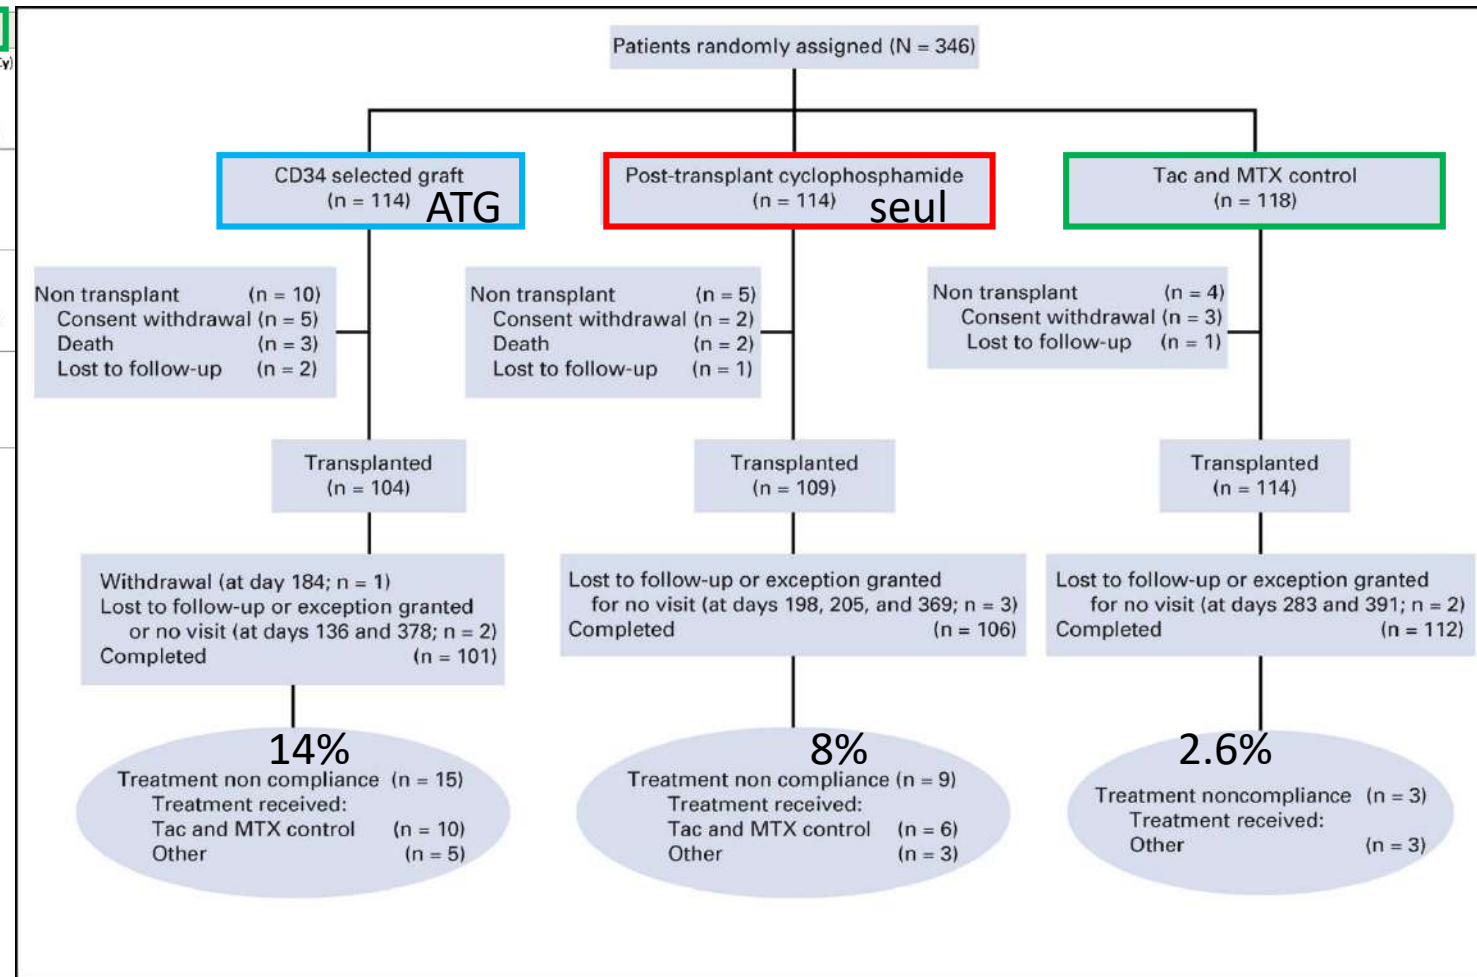 y)
Patients randomly assigned (N = 346)
CD34 selected graft
(n = 114) ATG
Post-transplant cyclophosphamide
(n = 114) seul
Tac and MTX control
(n = 118)
Non transplant (n = 10)
Consent withdrawal (n = 5)
Death (n = 3)
Lost to follow-up (n = 2)
Non transplant (n = 5)
Consent withdrawal (n = 2)
Death (n = 2)
Lost to follow-up (n = 1)
Non transplant (n = 4)
Consent withdrawal (n = 3)
Lost to follow-up (n = 1)
Transplanted
(n = 104)
Transplanted
(n = 109)
Transplanted
(n = 114)
Withdrawal (at day 184; n = 1)
Lost to follow-up or exception granted
or no visit (at days 136 and 378; n = 2)
Completed (n = 101)
Lost to follow-up or exception granted
for no visit (at days 198, 205, and 369; n = 3)
Completed (n = 106)
Lost to follow-up or exception granted
for no visit (at days 283 and 391; n = 2)
Completed (n = 112)
14%
Treatment non compliance (n = 15)
Treatment received:
Tac and MTX control (n = 10)
Other (n = 5)
8%
Treatment non compliance (n = 9)
Treatment received:
Tac and MTX control (n = 6)
Other (n = 3)
2.6%
Treatment noncompliance (n = 3)
Treatment received:
Other (n = 3)